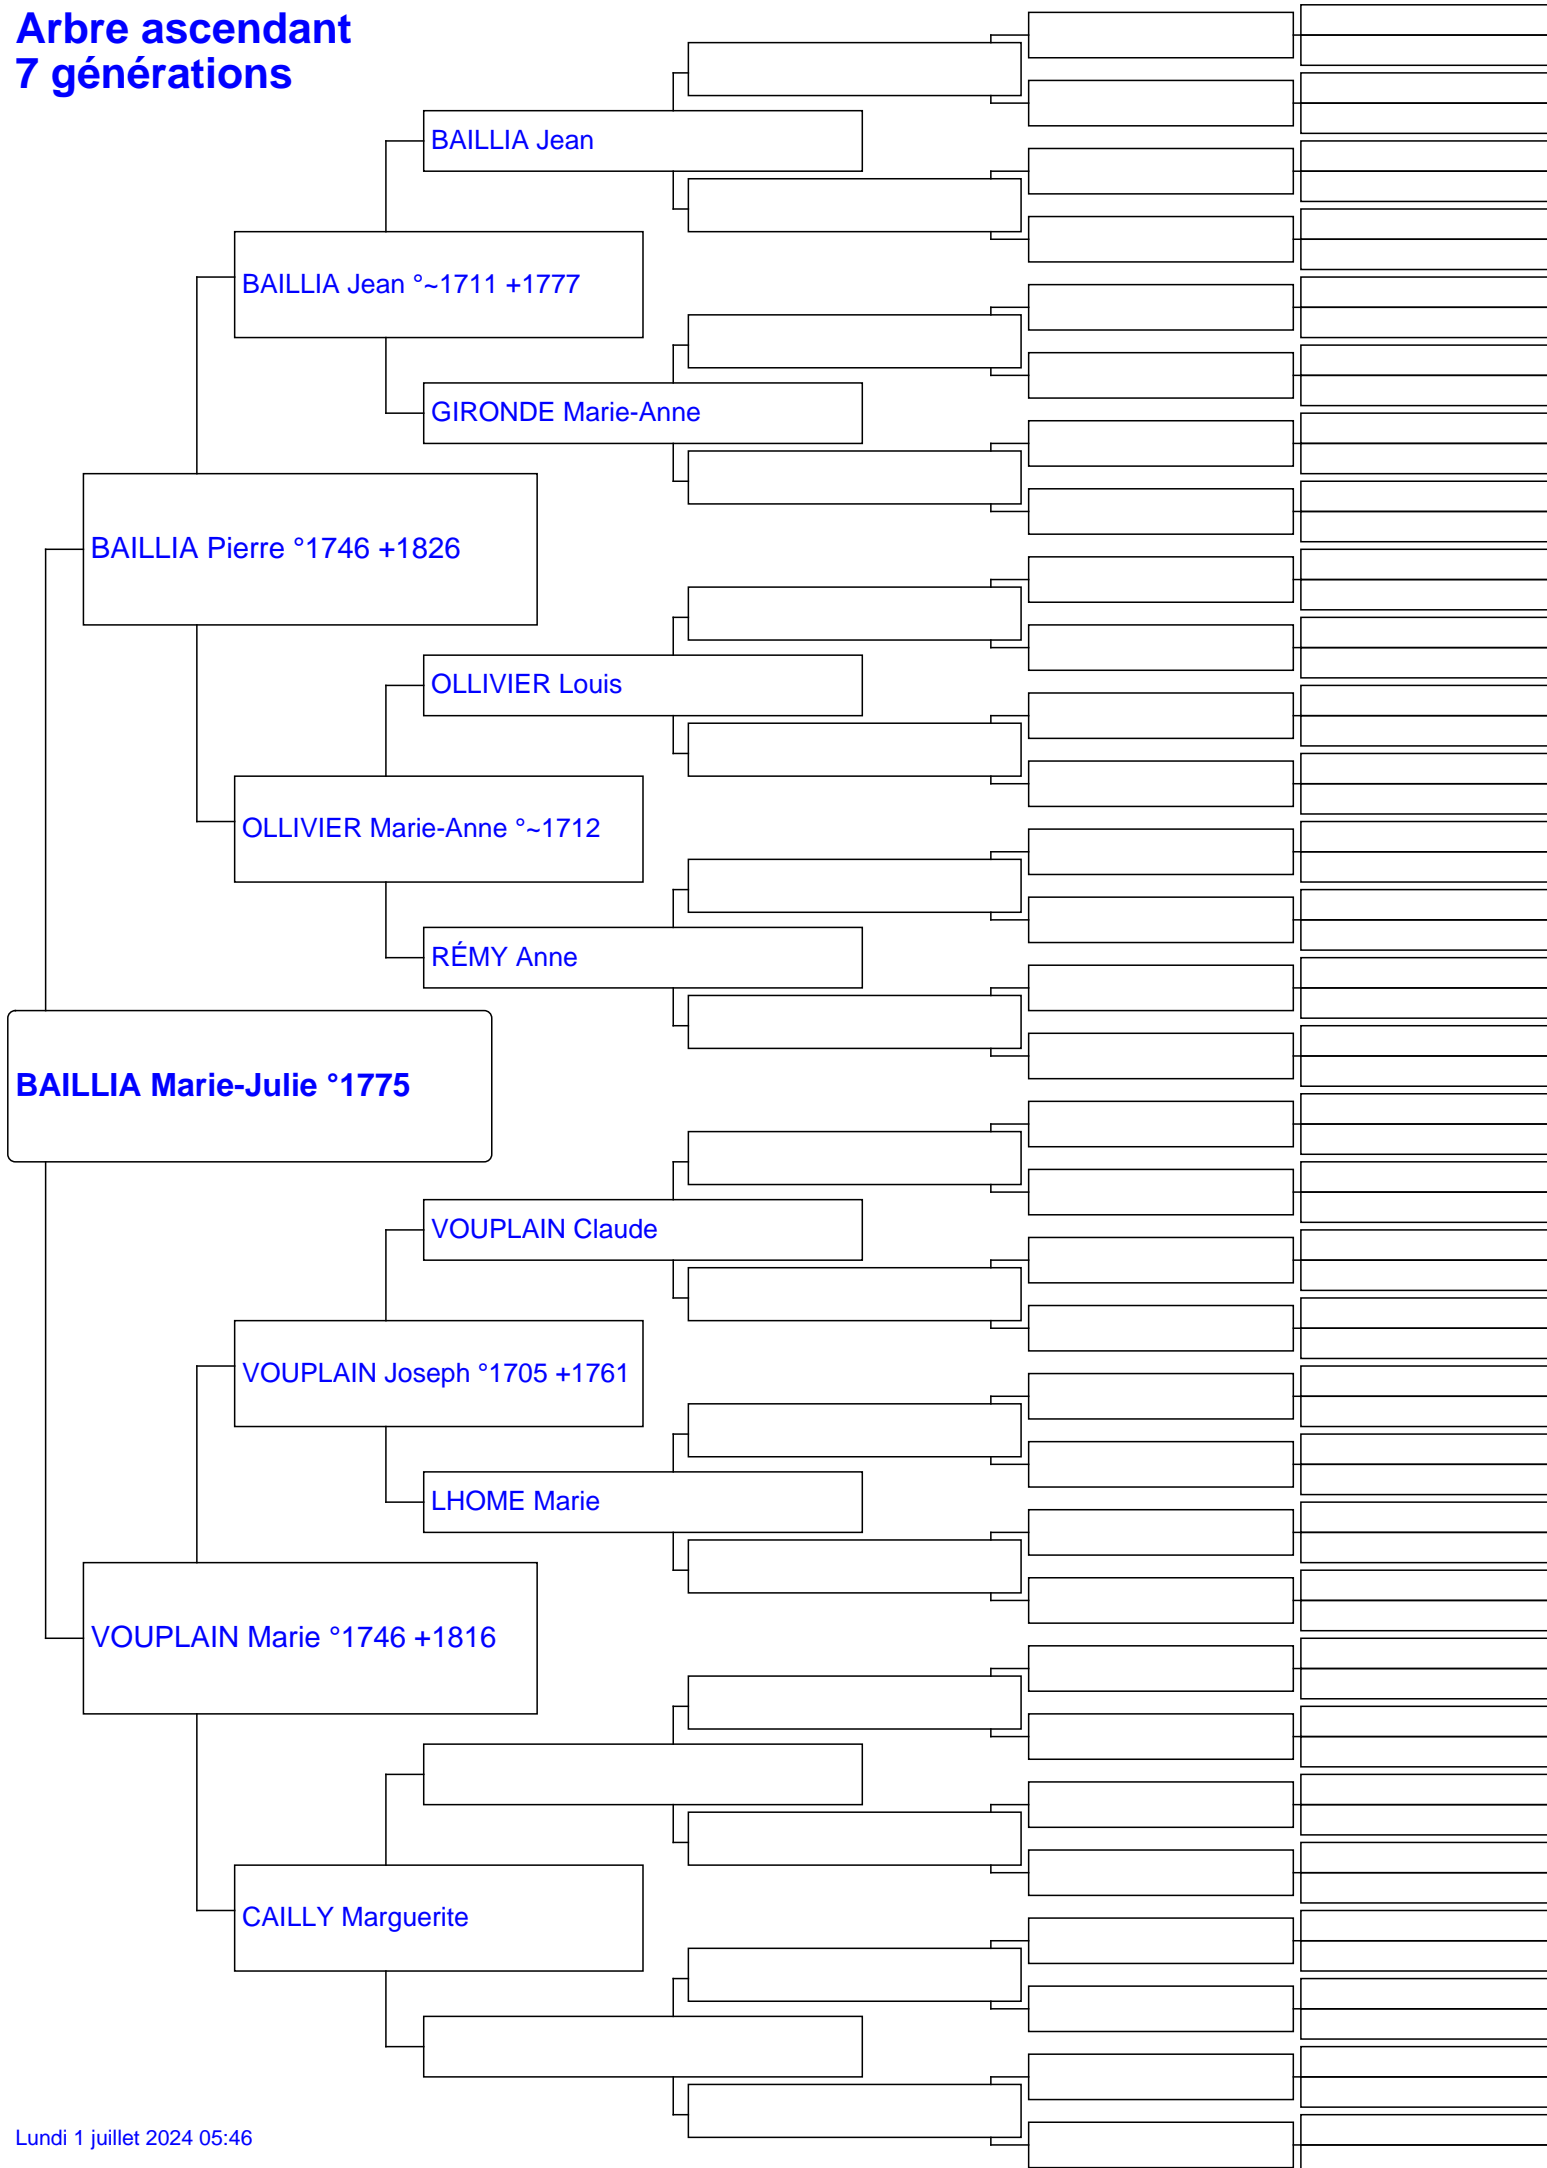 Arbre ascendant
7 générations
BAILLIA Jean
BAILLIA Jean °~1711 +1777
GIRONDE Marie-Anne
BAILLIA Pierre °1746 +1826
OLLIVIER Louis
OLLIVIER Marie-Anne °~1712
RÉMY Anne
BAILLIA Marie-Julie °1775
VOUPLAIN Claude
VOUPLAIN Joseph °1705 +1761
LHOME Marie
VOUPLAIN Marie °1746 +1816
CAILLY Marguerite
Lundi 1 juillet 2024 05:46